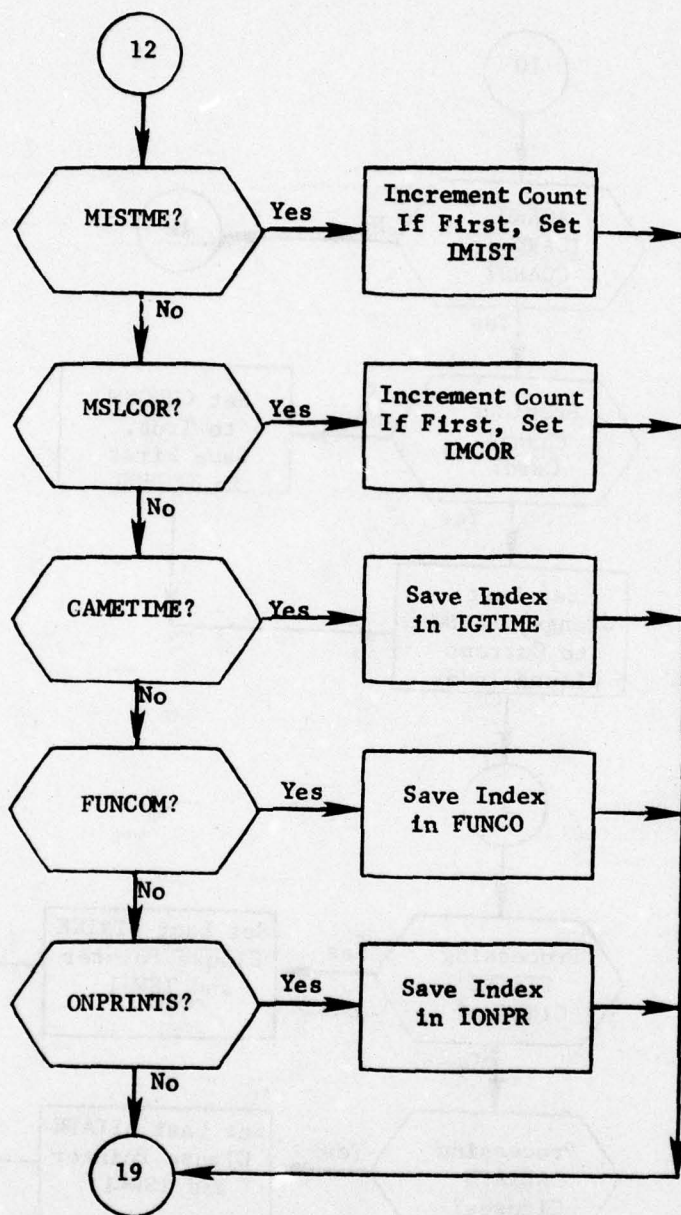 12
MISTME?
Yes
Increment Count
If First, Set
IMIST
No
MSLCOR?
Yes
Increment Count
If First, Set
IMCOR
No
GAMETIME?
Yes
Save Index
in IGTIME
No
FUNCOM?
Yes
Save Index
in FUNCO
No
ONPRINTS?
Yes
Save Index
in IONPR
No
19